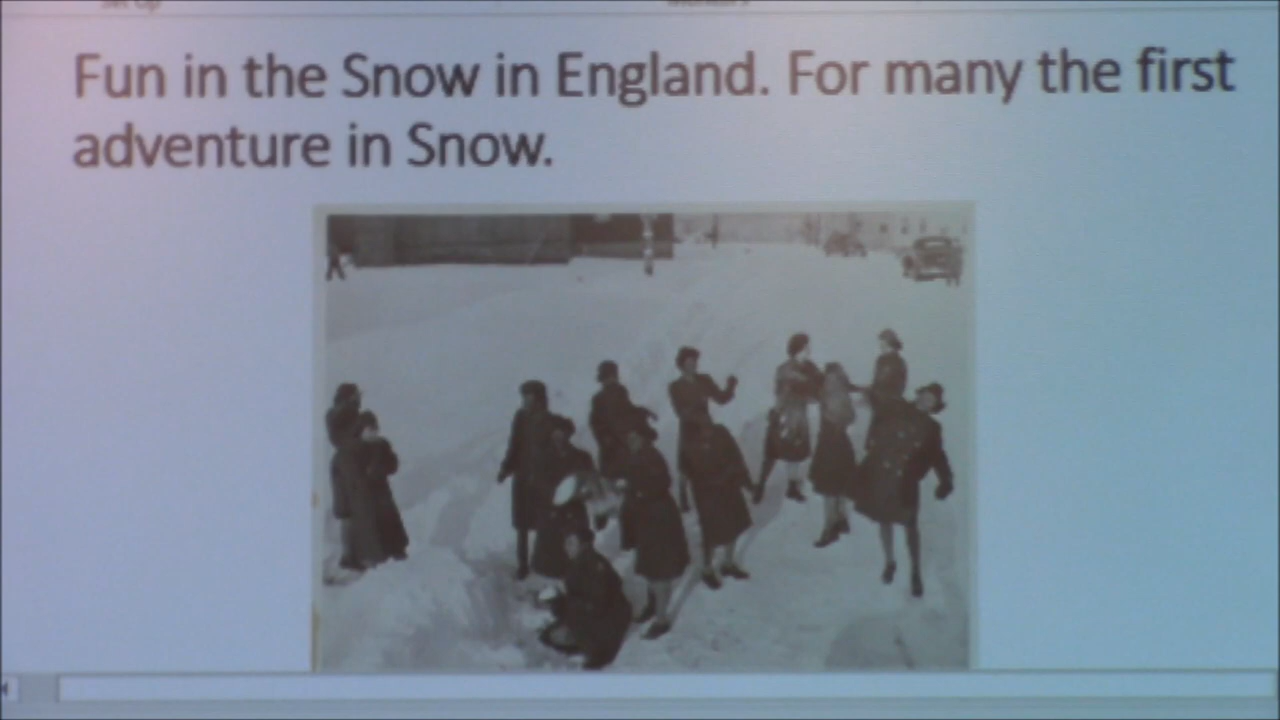 Fun in the Snow in England. For many the first
adventure in Snow.